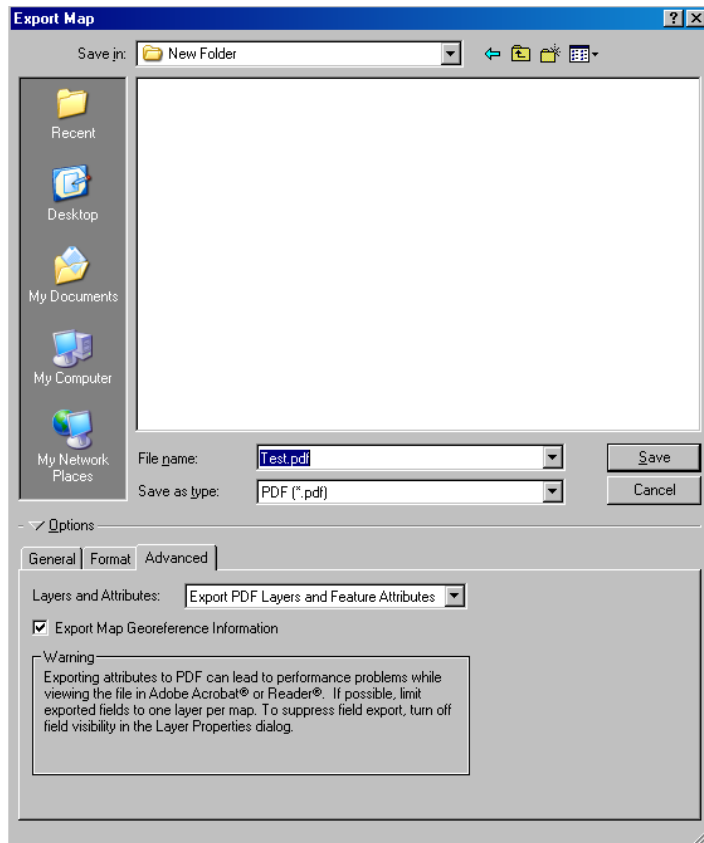 Export Map
Save in: New Folder
Recent
Desktop
My Documents
My Computer
My Network
Places
File name: Test.pdf Save
Save as type: PDF (*.pdf) Cancel
Options
General Format Advanced
Layers and Attributes: Export PDF Layers and Feature Attributes
Export Map Georeference Information
Warning
Exporting attributes to PDF can lead to performance problems while
viewing the file in Adobe Acrobat® or Reader®. If possible, limit
exported fields to one layer per map. To suppress field export, turn off
field visibility in the Layer Properties dialog.